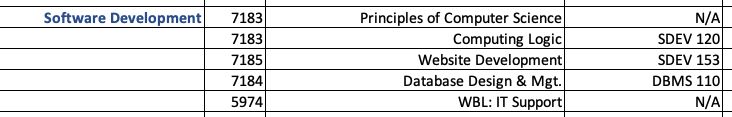 Software Development 7183 Principles of Computer Science N/A
7183 Computing Logic SDEV 120
7185 Website Development SDEV 153
7184 Database Design & Mgt. DBMS 110
5974 WBL: IT Support N/A